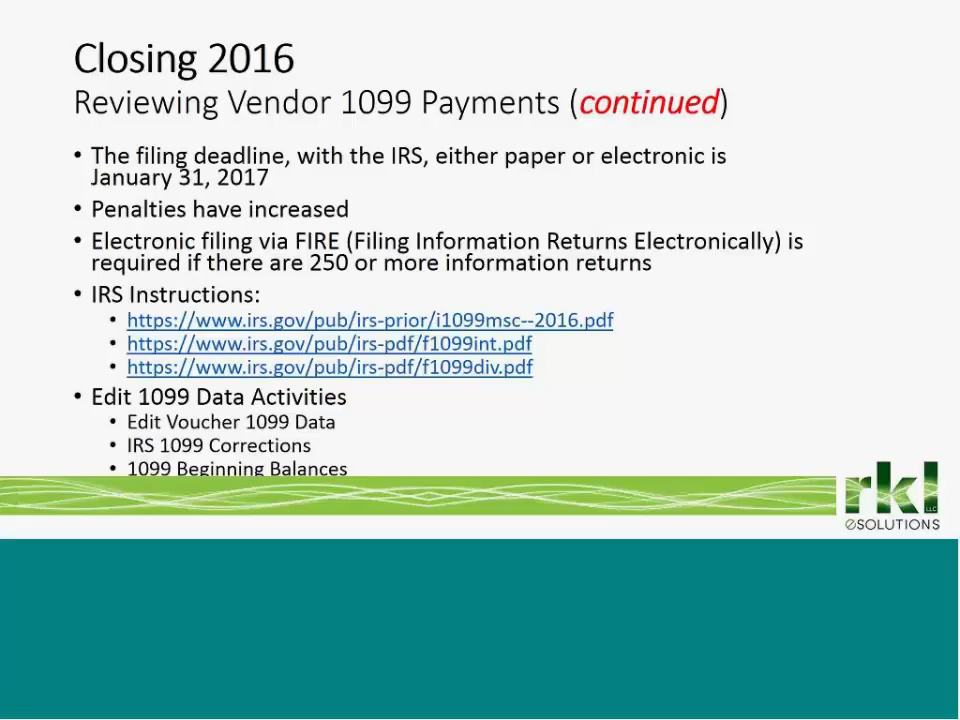 Closing 2016
Reviewing Vendor 1099 Payments (continued)
• The filing deadline, with the IRS, either paper or electronic is
January 31, 2017
• Penalties have increased
• Electronic filing via FIRE (Filing Information Returns Electronically) is
required if there are 250 or more information returns
• IRS Instructions:
• https://www.irs.gov/pub/irs-prior/i1099msc--2016.pdf
• https://www.irs.gov/pub/irs-pdf/f1099int.pdf
• https://www.irs.gov/pub/irs-pdf/f1099div.pdf
• Edit 1099 Data Activities
• Edit Voucher 1099 Data
• IRS 1099 Corrections
• 1099 Beginning Balances
rkl LLC
eSOLUTIONS